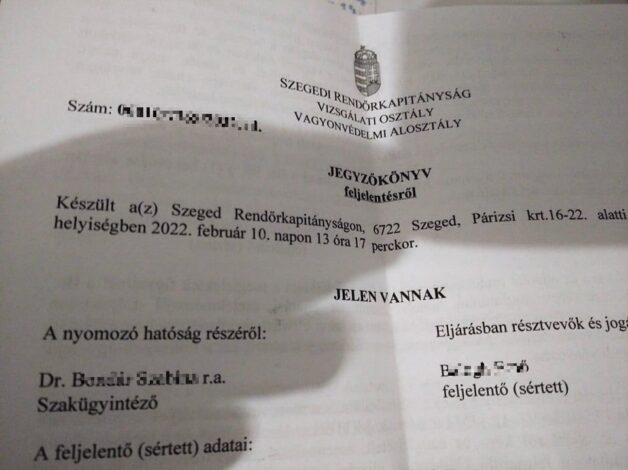 SZEGEDI RENDŐRKAPITÁNYSÁG
VIZSGÁLATI OSZTÁLY
VAGYONVÉDELMI ALOSZTÁLY
Szám:
JEGYZŐKÖNYV
feljelentésről
Készült a(z) Szeged Rendőrkapitányságon, 6722 Szeged, Párizsi krt.16-22. alatti
helyiségben 2022. február 10. napon 13 óra 17 perckor.
JELEN VANNAK
A nyomozó hatóság részéről:
Dr. r.a.
Szakügyintéző
Eljárásban résztvevők és jogá
feljelentő (sértett)
A feljelentő (sértett) adatai: